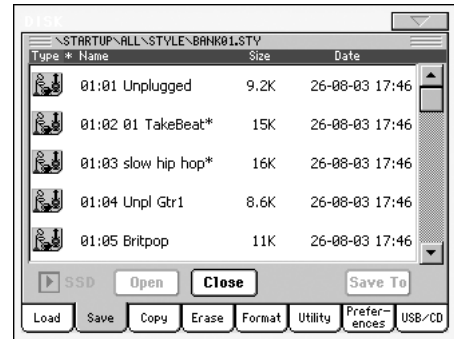 DISK
\STARTUP\ALL\STYLE\BANK01.STY
Type * Name Size Date
01:01 Unplugged 9.2K 26-08-03 17:46
01:02 01 TakeBeat* 15K 26-08-03 17:46
01:03 slow hip hop* 16K 26-08-03 17:46
01:04 Unpl Gtr1 8.6K 26-08-03 17:46
01:05 Britpop 11K 26-08-03 17:46
SSD Open Close Save To
Load Save Copy Erase Format Utility Prefer-
ences USB/CD